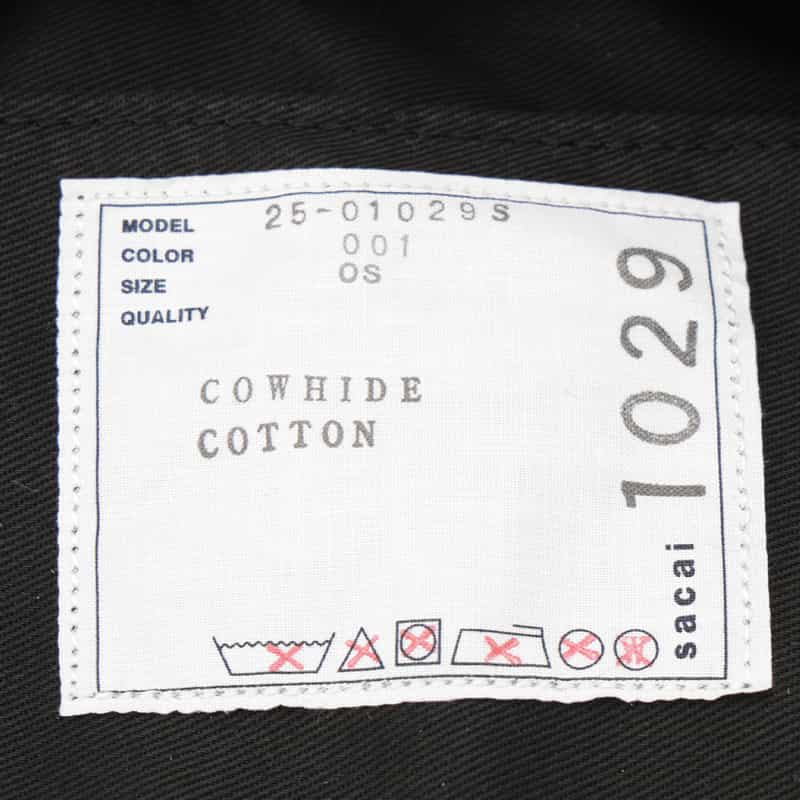 MODEL 25-01029S
COLOR 001
SIZE OS
QUALITY
COWHIDE
COTTON
sacai 1029